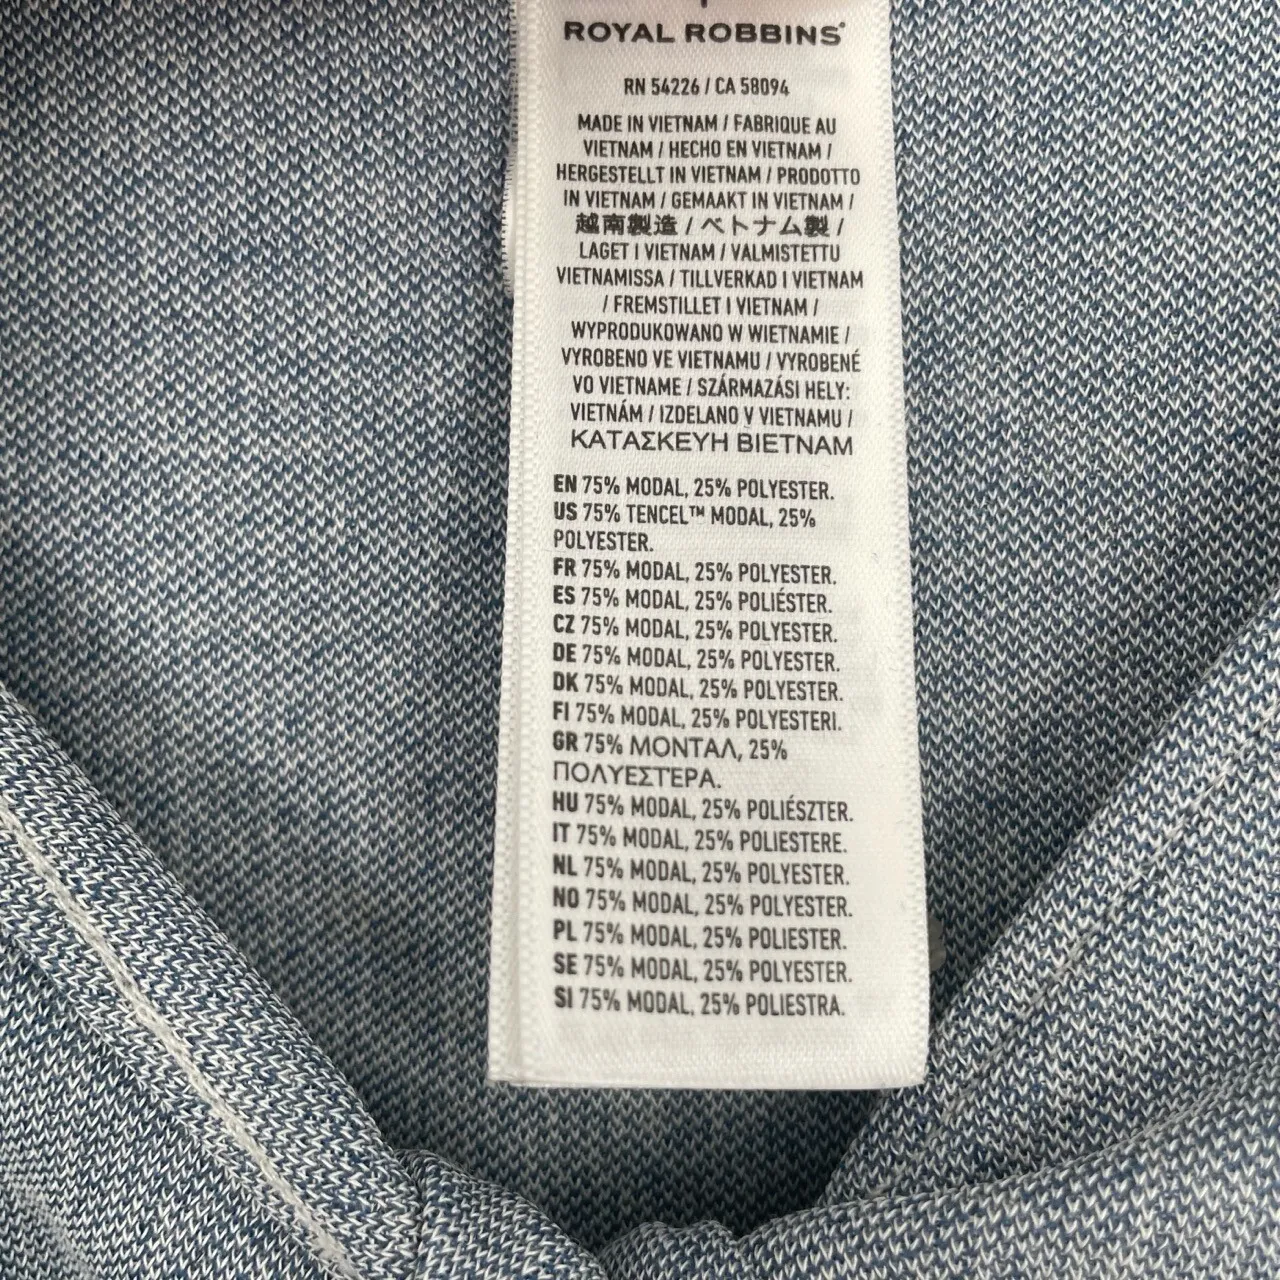 ROYAL ROBBINS®
RN 54226 / CA 58094
MADE IN VIETNAM / FABRIQUE AU
VIETNAM / HECHO EN VIETNAM /
HERGESTELLT IN VIETNAM / PRODOTTO
IN VIETNAM / GEMAAKT IN VIETNAM /
越南製造 / ベトナム製 /
LAGET I VIETNAM / VALMISTETTU
VIETNAMISSA / TILLVERKAD I VIETNAM
/ FREMSTILLET I VIETNAM /
WYPRODUKOWANO W WIETNAMIE /
VYROBENO VE VIETNAMU / VYROBENÉ
VO VIETNAME / SZÁRMAZÁSI HELY:
VIETNÁM / IZDELANO V VIETNAMU /
ΚΑΤΑΣΚΕΥΗ ΒΙΕΤΝΑΜ
EN 75% MODAL, 25% POLYESTER.
US 75% TENCEL™ MODAL, 25%
POLYESTER.
FR 75% MODAL, 25% POLYESTER.
ES 75% MODAL, 25% POLIÉSTER.
CZ 75% MODAL, 25% POLYESTER.
DE 75% MODAL, 25% POLYESTER.
DK 75% MODAL, 25% POLYESTER.
FI 75% MODAL, 25% POLYESTERI.
GR 75% ΜΟΝΤΑΛ, 25%
ΠΟΛΥΕΣΤΕΡΑ.
HU 75% MODAL, 25% POLIÉSZTER.
IT 75% MODAL, 25% POLIESTERE.
NL 75% MODAL, 25% POLYESTER.
NO 75% MODAL, 25% POLYESTER.
PL 75% MODAL, 25% POLIESTER.
SE 75% MODAL, 25% POLYESTER.
SI 75% MODAL, 25% POLIESTRA.